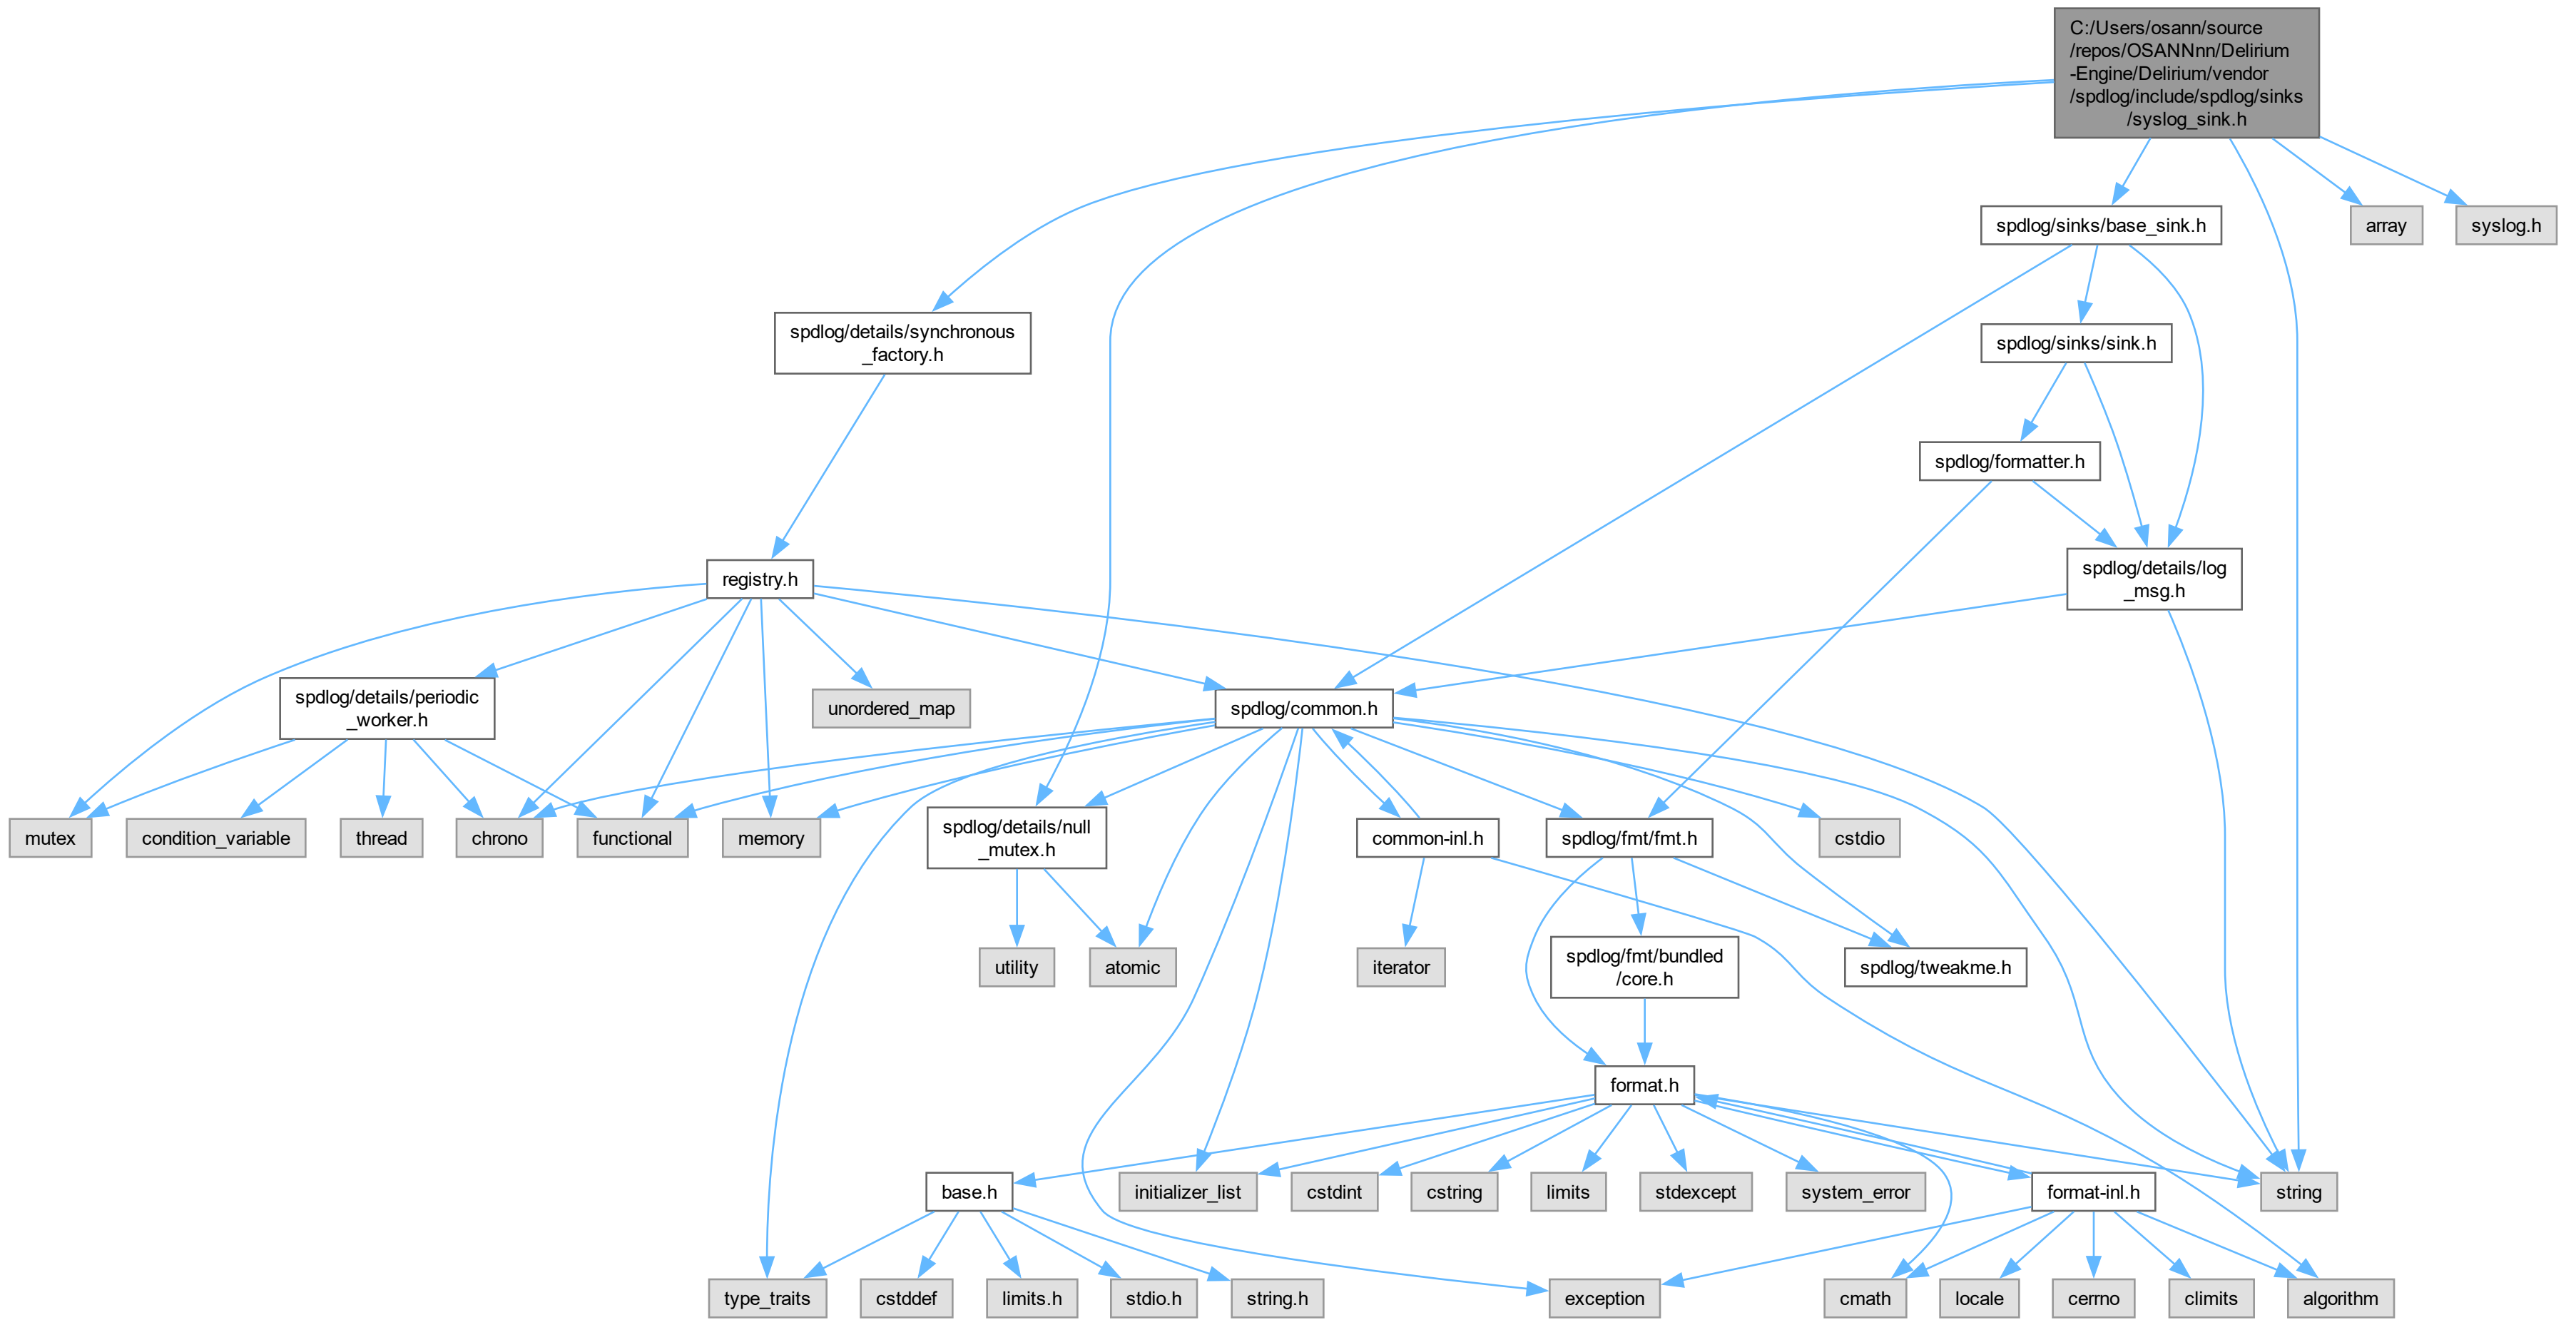 C:/Users/osann/source
/repos/OSANNnn/Delirium
-Engine/Delirium/vendor
/spdlog/include/spdlog/sinks
/syslog_sink.h
spdlog/sinks/base_sink.h
array
syslog.h
spdlog/details/synchronous
_factory.h
spdlog/sinks/sink.h
spdlog/formatter.h
registry.h
spdlog/details/log
_msg.h
spdlog/details/periodic
_worker.h
unordered_map
spdlog/common.h
mutex
condition_variable
thread
chrono
functional
memory
spdlog/details/null
_mutex.h
common-inl.h
spdlog/fmt/fmt.h
cstdio
utility
atomic
iterator
spdlog/fmt/bundled
/core.h
spdlog/tweakme.h
format.h
base.h
initializer_list
cstdint
cstring
limits
stdexcept
system_error
format-inl.h
string
type_traits
cstddef
limits.h
stdio.h
string.h
exception
cmath
locale
cerrno
climits
algorithm